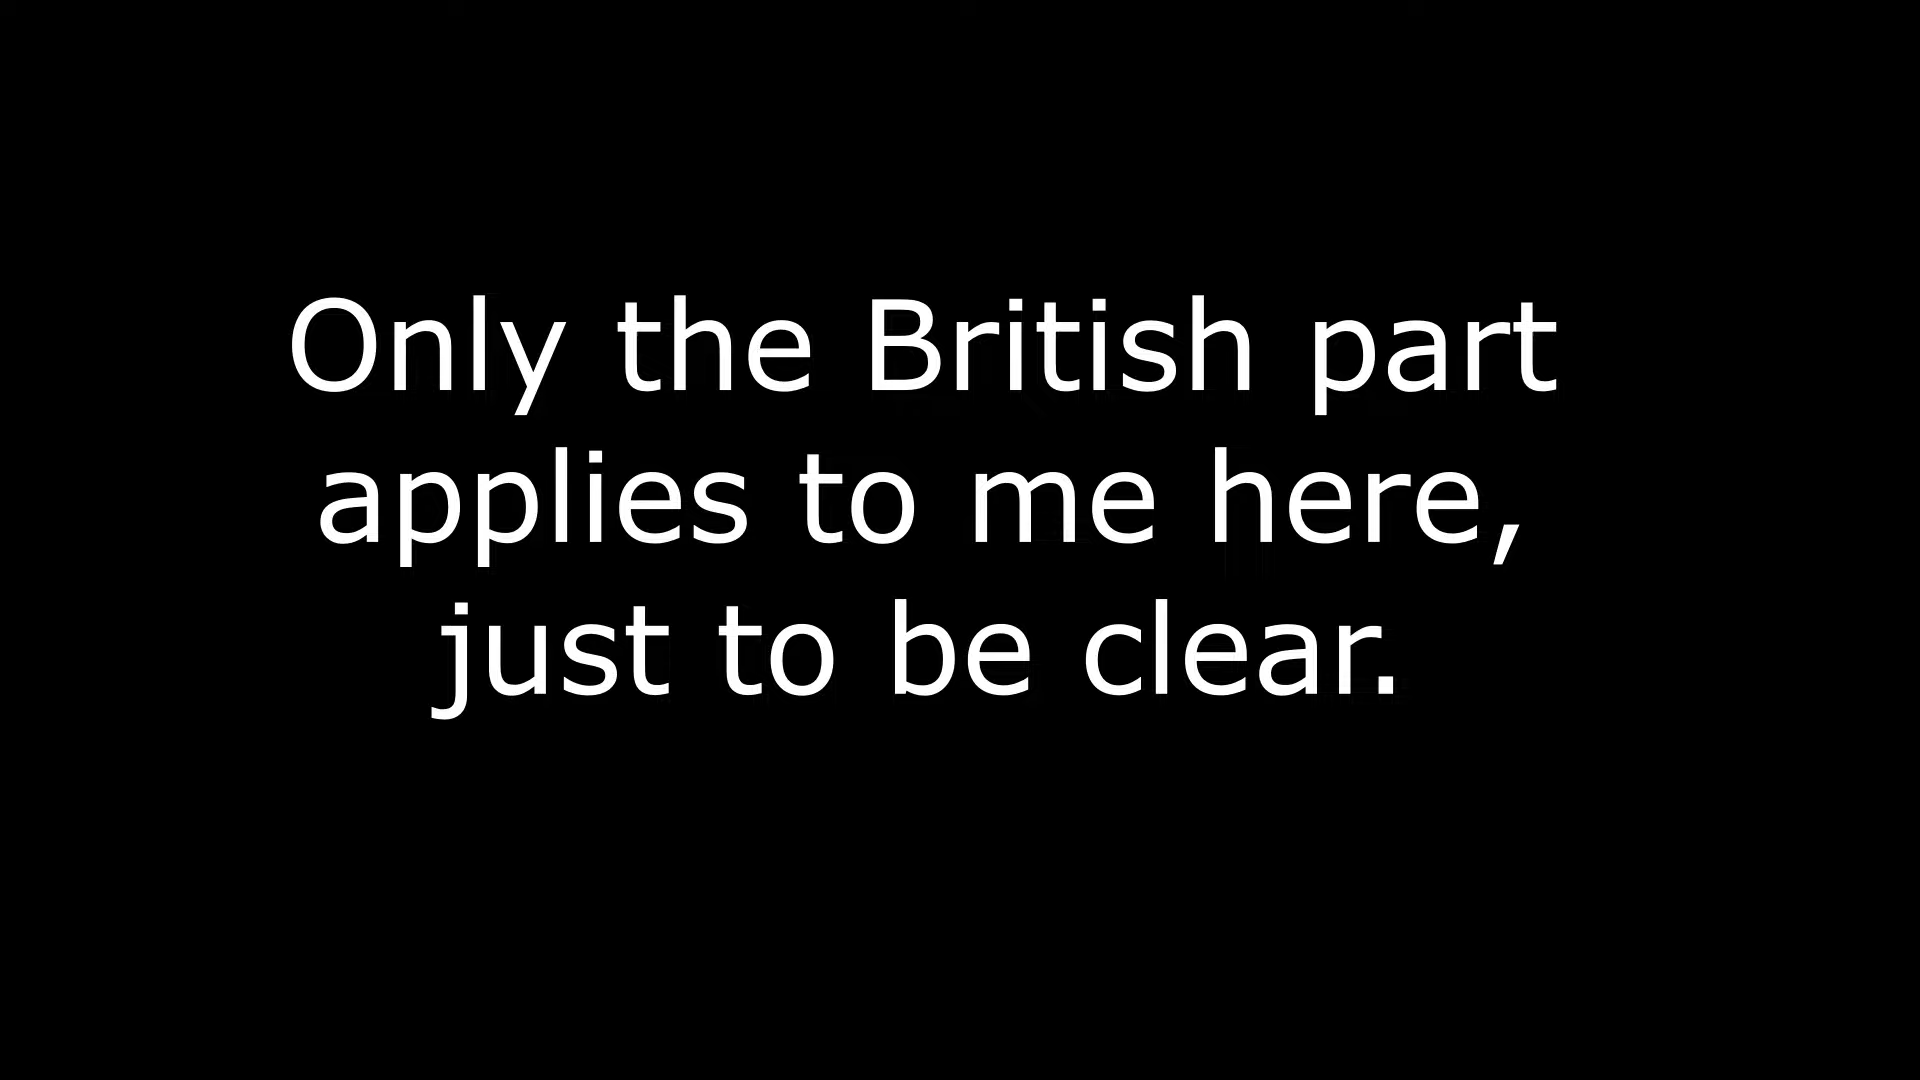 Only the British part
applies to me here,
just to be clear.